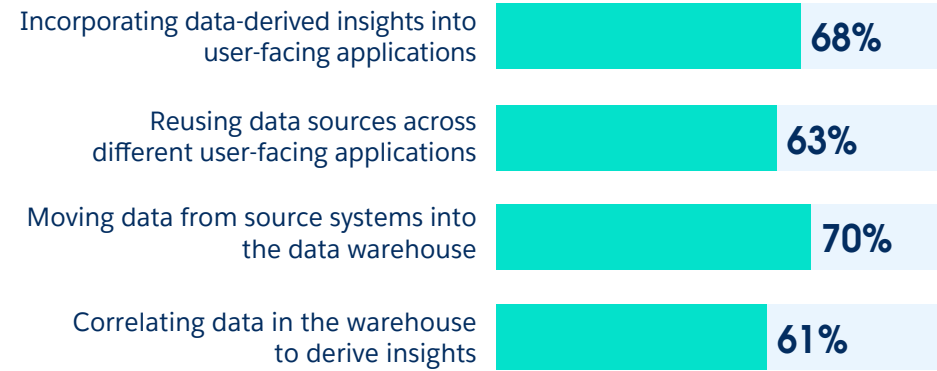 Incorporating data-derived insights into
user-facing applications
68%
Reusing data sources across
different user-facing applications
63%
Moving data from source systems into
the data warehouse
70%
Correlating data in the warehouse
to derive insights
61%